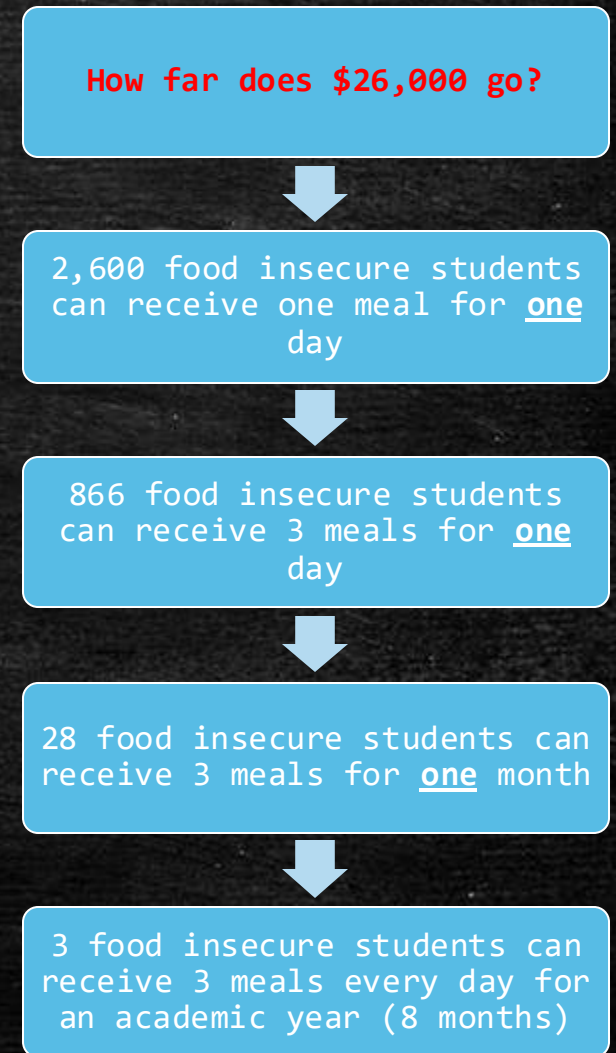 How far does $26,000 go?
2,600 food insecure students
can receive one meal for one
day
866 food insecure students
can receive 3 meals for one
day
28 food insecure students can
receive 3 meals for one month
3 food insecure students can
receive 3 meals every day for
an academic year (8 months)